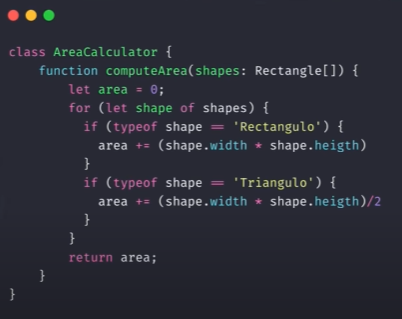 class AreaCalculator {
    function computeArea(shapes: Rectangle[]) {
        let area = 0;
        for (let shape of shapes) {
          if (typeof shape == 'Rectangulo') {
            area += (shape.width * shape.heigth)
          }
          if (typeof shape == 'Triangulo') {
            area += (shape.width * shape.heigth)/2
          }
        }
        return area;
    }
}